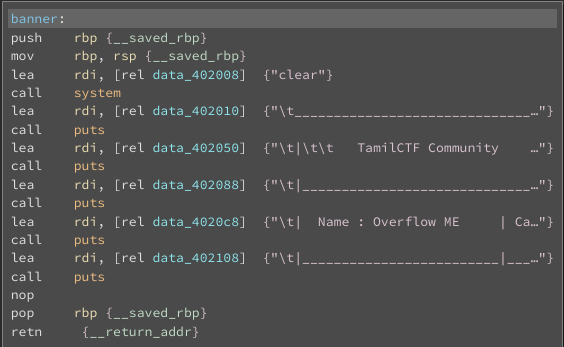 banner:
push    rbp {__saved_rbp}
mov     rbp, rsp {__saved_rbp}
lea     rdi, [rel data_402008]  {"clear"}
call    system
lea     rdi, [rel data_402010]  {"\t______________________________…"}
call    puts
lea     rdi, [rel data_402050]  {"\t|\t\t   TamilCTF Community    …"}
call    puts
lea     rdi, [rel data_402088]  {"\t|_____________________________…"}
call    puts
lea     rdi, [rel data_4020c8]  {"\t|  Name : Overflow ME     | Ca…"}
call    puts
lea     rdi, [rel data_402108]  {"\t|_________________________|___…"}
call    puts
nop
pop     rbp {__saved_rbp}
retn     {__return_addr}